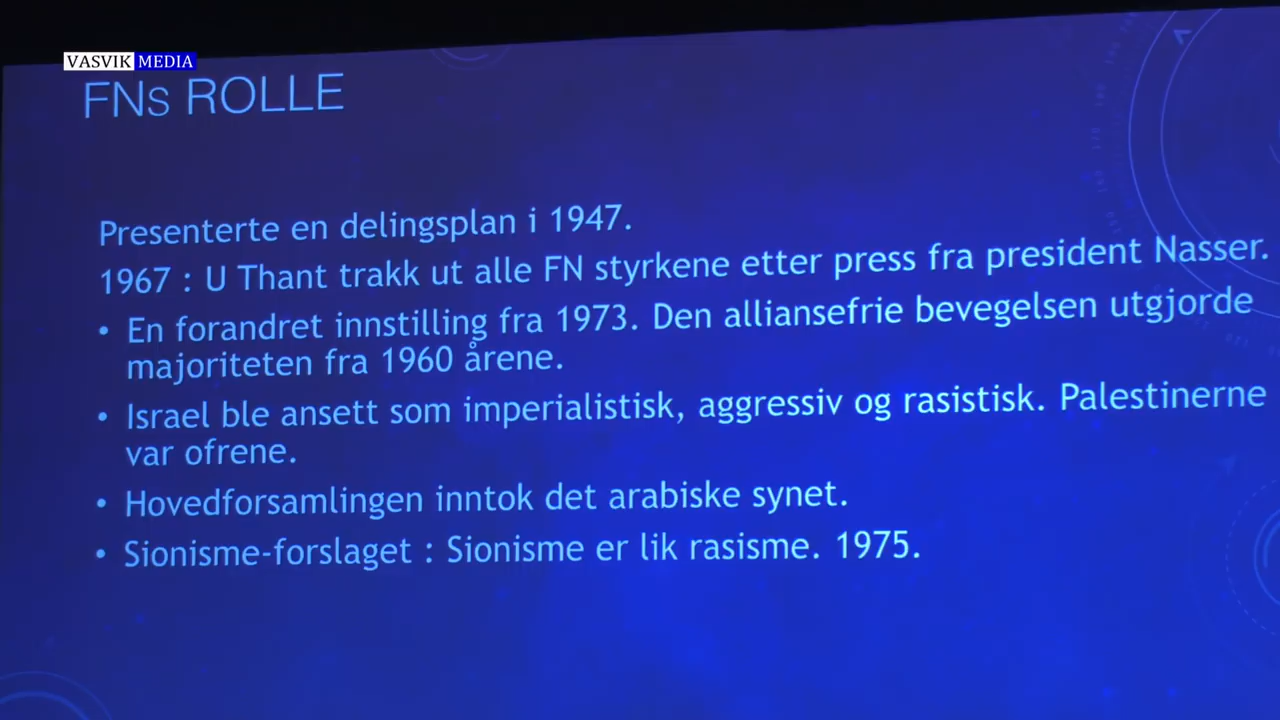 VASVIK MEDIA
FNs ROLLE
Presenterte en delingsplan i 1947.
1967 : U Thant trakk ut alle FN styrkene etter press fra president Nasser.
• En forandret innstilling fra 1973. Den alliansefrie bevegelsen utgjorde
majoriteten fra 1960 årene.
• Israel ble ansett som imperialistisk, aggressiv og rasistisk. Palestinerne
var ofrene.
• Hovedforsamlingen inntok det arabiske synet.
• Sionisme-forslaget : Sionisme er lik rasisme. 1975.